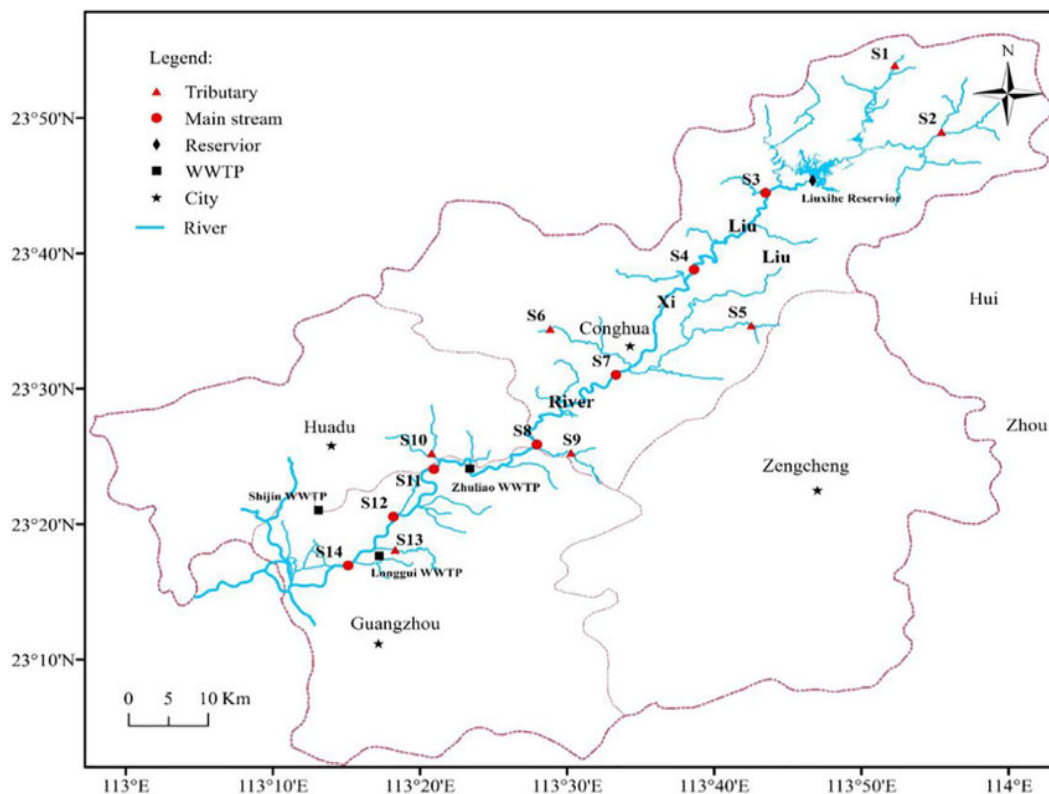 Legend:
Tributary
Main stream
Reservior
WWTP
City
River
N
S1
S2
S3
Liuxihe Reservior
Liu
Liu
S4
Xi
Hui
S6
S5
Conghua
S7
River
Huadu
S10
S8
S9
Zhou
S11
Zhuliao WWTP
Zengcheng
Shijin WWTP
S12
S13
S14
Longgui WWTP
Guangzhou
0 5 10 Km
23°50'N
23°40'N
23°30'N
23°20'N
23°10'N
113°E
113°10'E
113°20'E
113°30'E
113°40'E
113°50'E
114°E